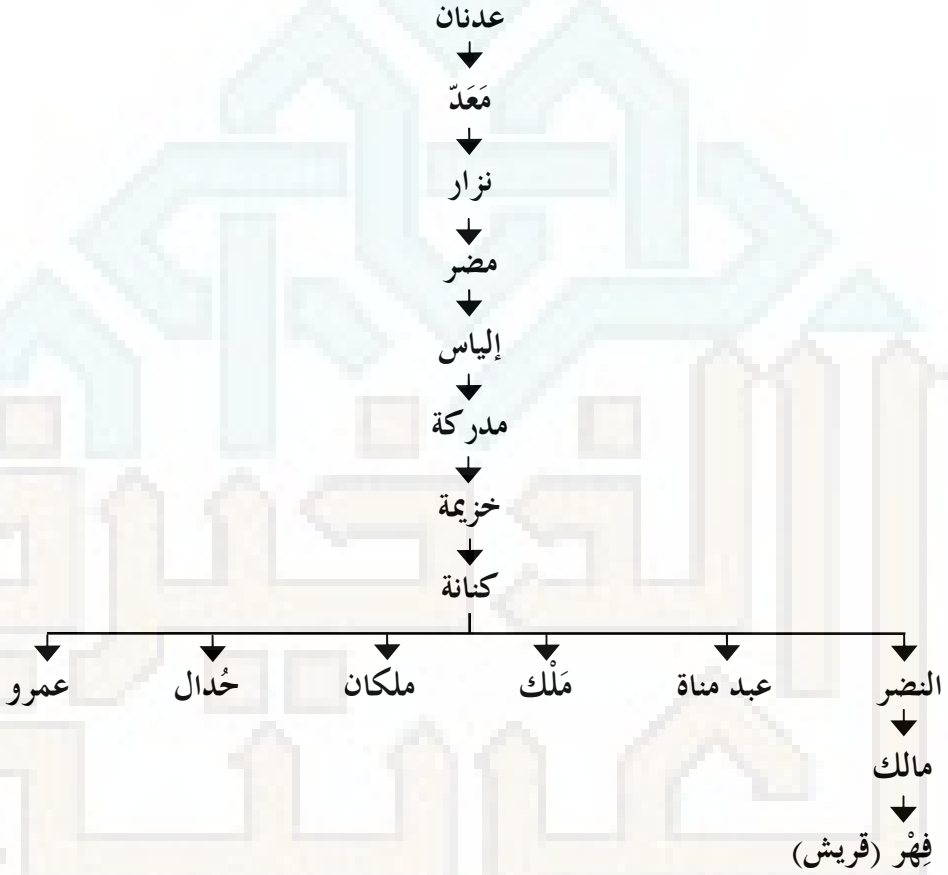 عدنان
مَعَدّ
نزار
مضر
إلياس
مدركة
خزيمة
كنانة
النضر عبد مناة مَلْك ملكان حُدال عمرو
مالك
فِهْر (قريش)